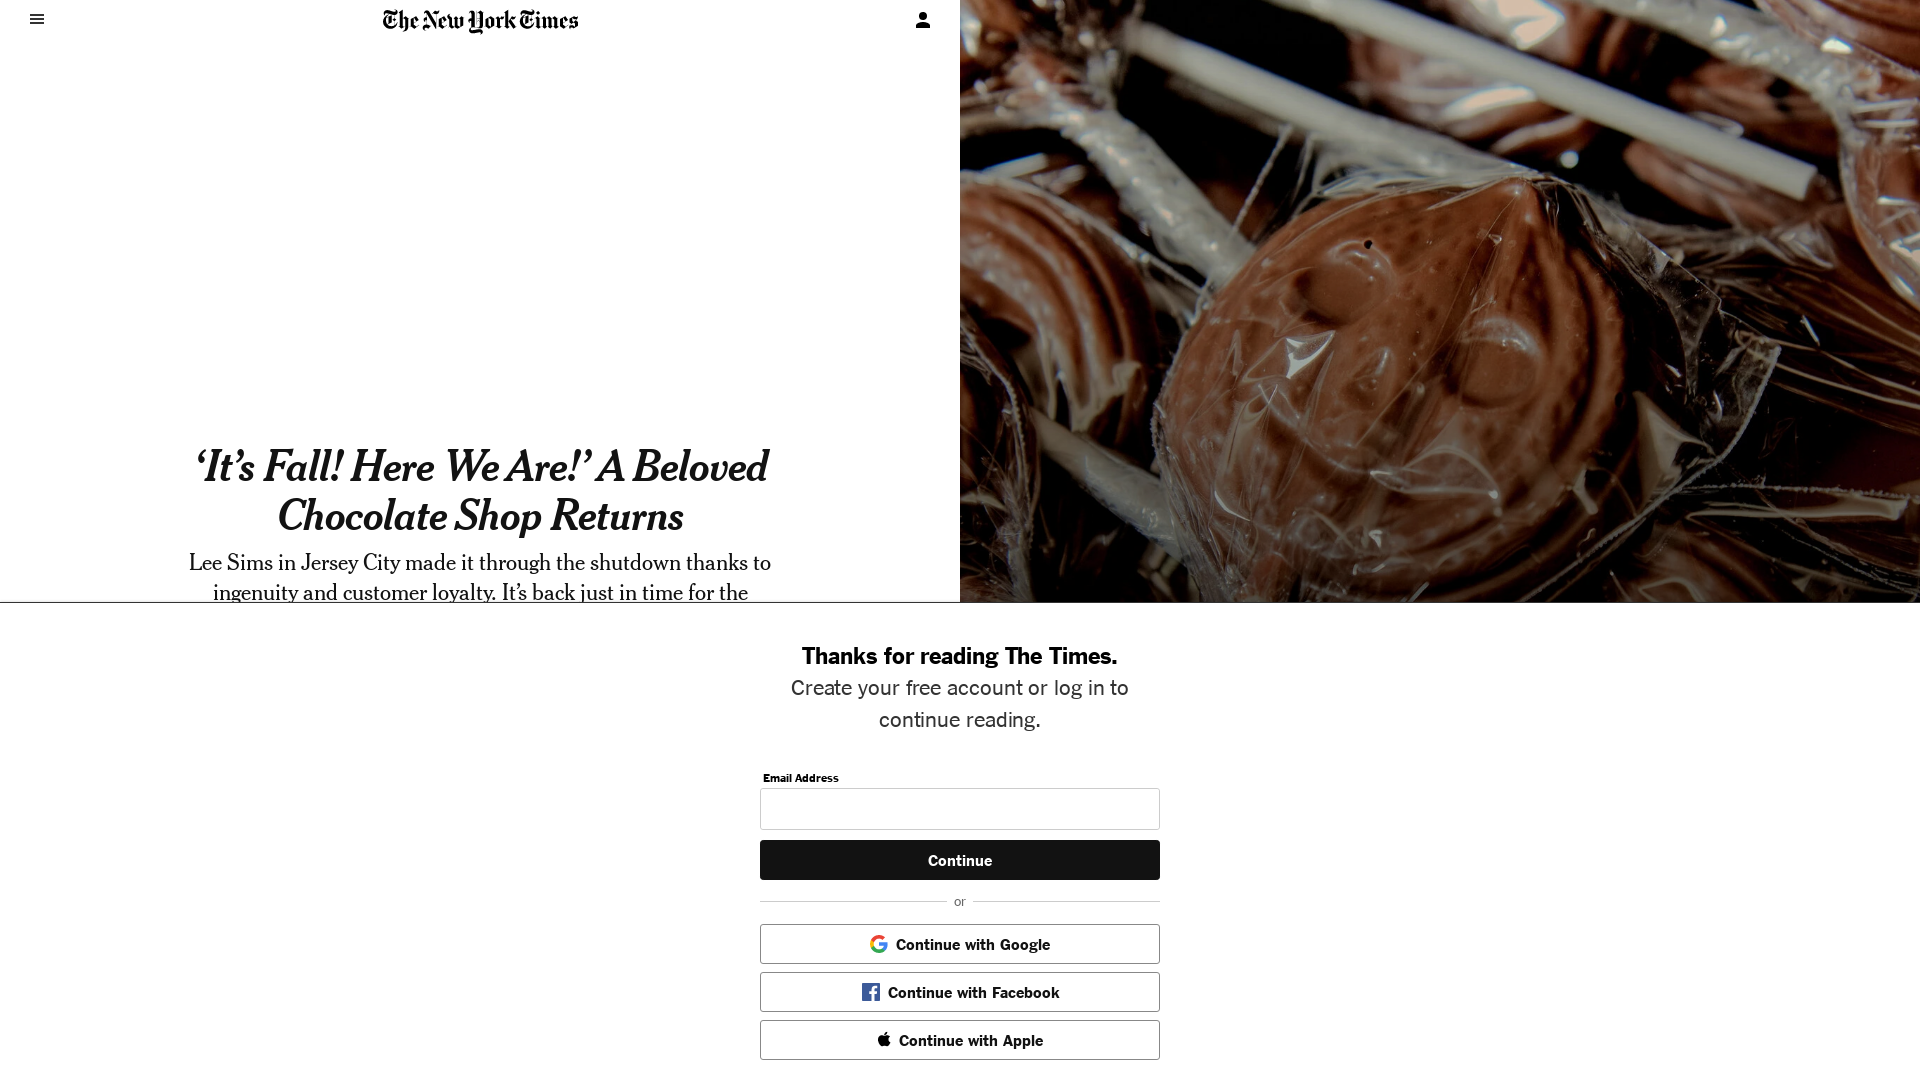 The New York Times
‘It’s Fall! Here We Are!’ A Beloved
Chocolate Shop Returns
Lee Sims in Jersey City made it through the shutdown thanks to
ingenuity and customer loyalty. It’s back just in time for the
Thanks for reading The Times.
Create your free account or log in to
continue reading.
Email Address
Continue
or
Continue with Google
Continue with Facebook
Continue with Apple